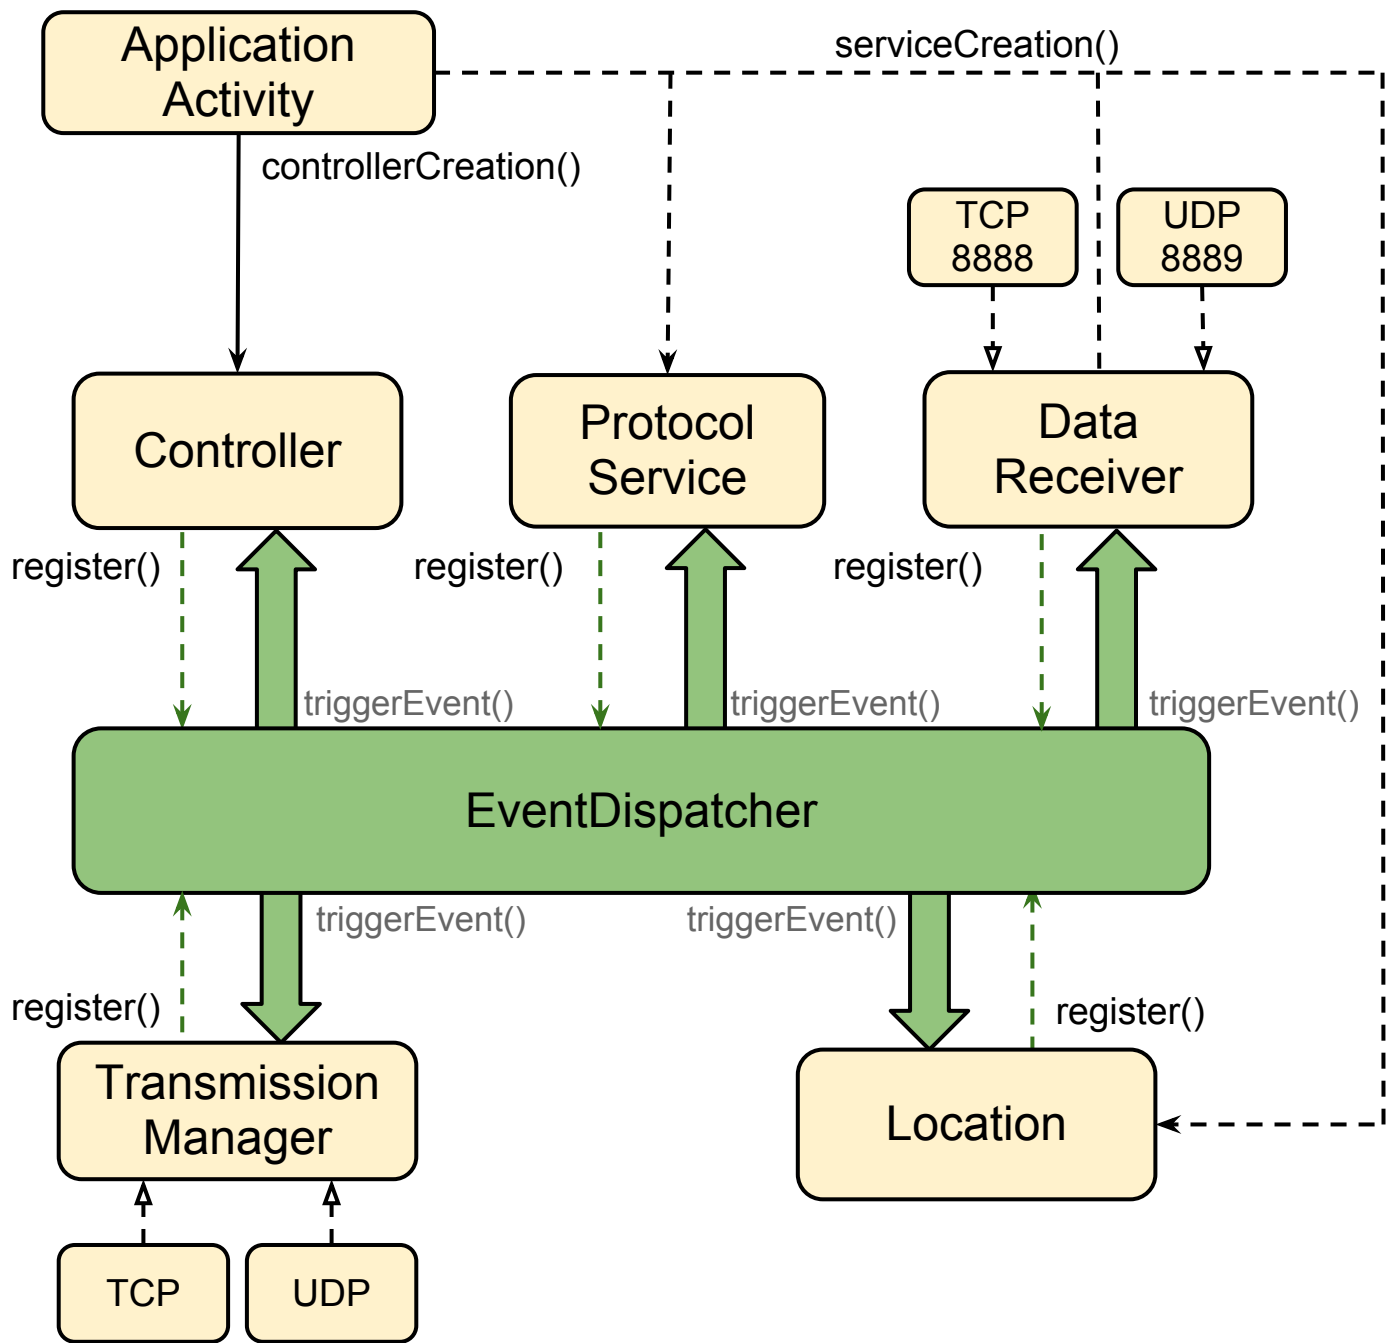 Application
Activity
serviceCreation()
controllerCreation()
TCP
8888
UDP
8889
Controller
Protocol
Service
Data
Receiver
register()
register()
register()
triggerEvent()
triggerEvent()
triggerEvent()
EventDispatcher
triggerEvent()
triggerEvent()
register()
register()
Transmission
Manager
Location
TCP
UDP